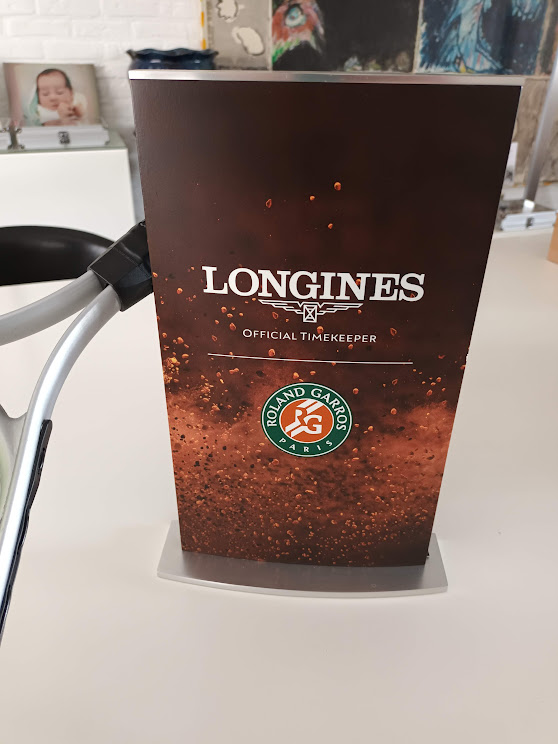 LONGINES
OFFICIAL TIMEKEEPER
ROLAND GARROS
RG
PARIS